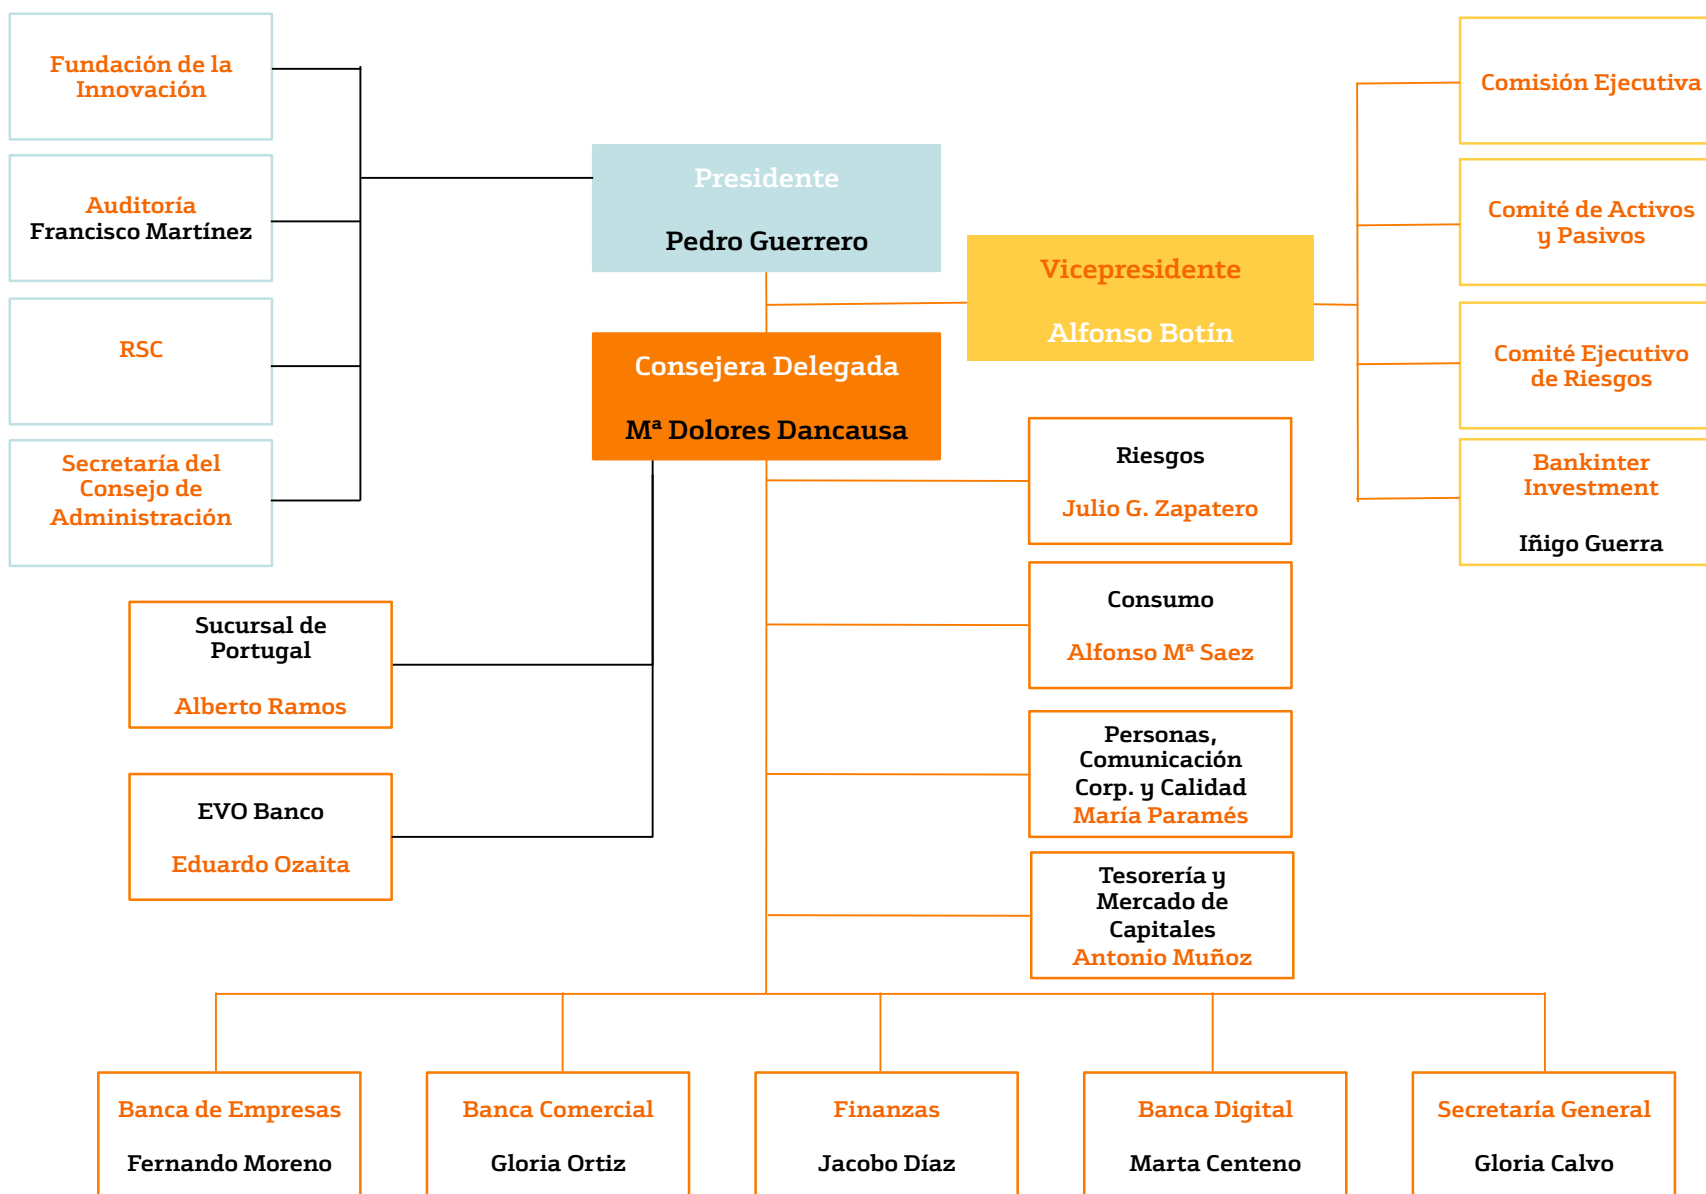 Fundación de la
Innovación
Auditoría
Francisco Martínez
RSC
Secretaría del
Consejo de
Administración
Presidente
Pedro Guerrero
Vicepresidente
Alfonso Botín
Consejera Delegada
Mª Dolores Dancausa
Comisión Ejecutiva
Comité de Activos
y Pasivos
Comité Ejecutivo
de Riesgos
Bankinter
Investment
Iñigo Guerra
Riesgos
Julio G. Zapatero
Consumo
Alfonso Mª Saez
Personas,
Comunicación
Corp. y Calidad
María Paramés
Tesorería y
Mercado de
Capitales
Antonio Muñoz
Sucursal de
Portugal
Alberto Ramos
EVO Banco
Eduardo Ozaita
Banca de Empresas
Fernando Moreno
Banca Comercial
Gloria Ortiz
Finanzas
Jacobo Díaz
Banca Digital
Marta Centeno
Secretaría General
Gloria Calvo